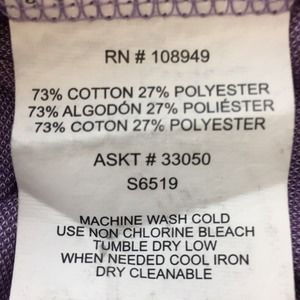 RN # 108949
73% COTTON 27% POLYESTER
73% ALGODÓN 27% POLIÉSTER
73% COTON 27% POLYESTER
ASKT # 33050
S6519
MACHINE WASH COLD
USE NON CHLORINE BLEACH
TUMBLE DRY LOW
WHEN NEEDED COOL IRON
DRY CLEANABLE